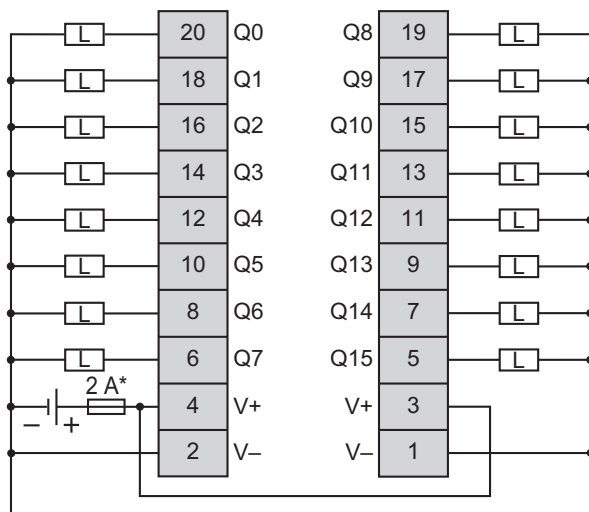 L 20 Q0 Q8 19 L
L 18 Q1 Q9 17 L
L 16 Q2 Q10 15 L
L 14 Q3 Q11 13 L
L 12 Q4 Q12 11 L
L 10 Q5 Q13 9 L
L 8 Q6 Q14 7 L
L 6 Q7 Q15 5 L
2 A*
– + 4 V+ V+ 3
2 V– V– 1